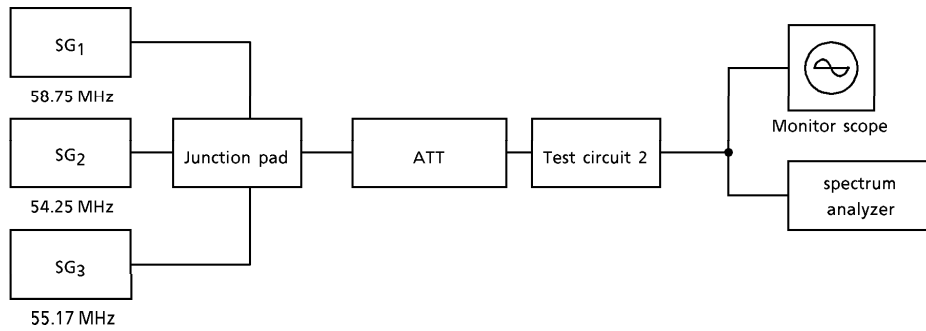 SG1
58.75 MHz
SG2
54.25 MHz
SG3
55.17 MHz
Junction pad
ATT
Test circuit 2
Monitor scope
spectrum
analyzer